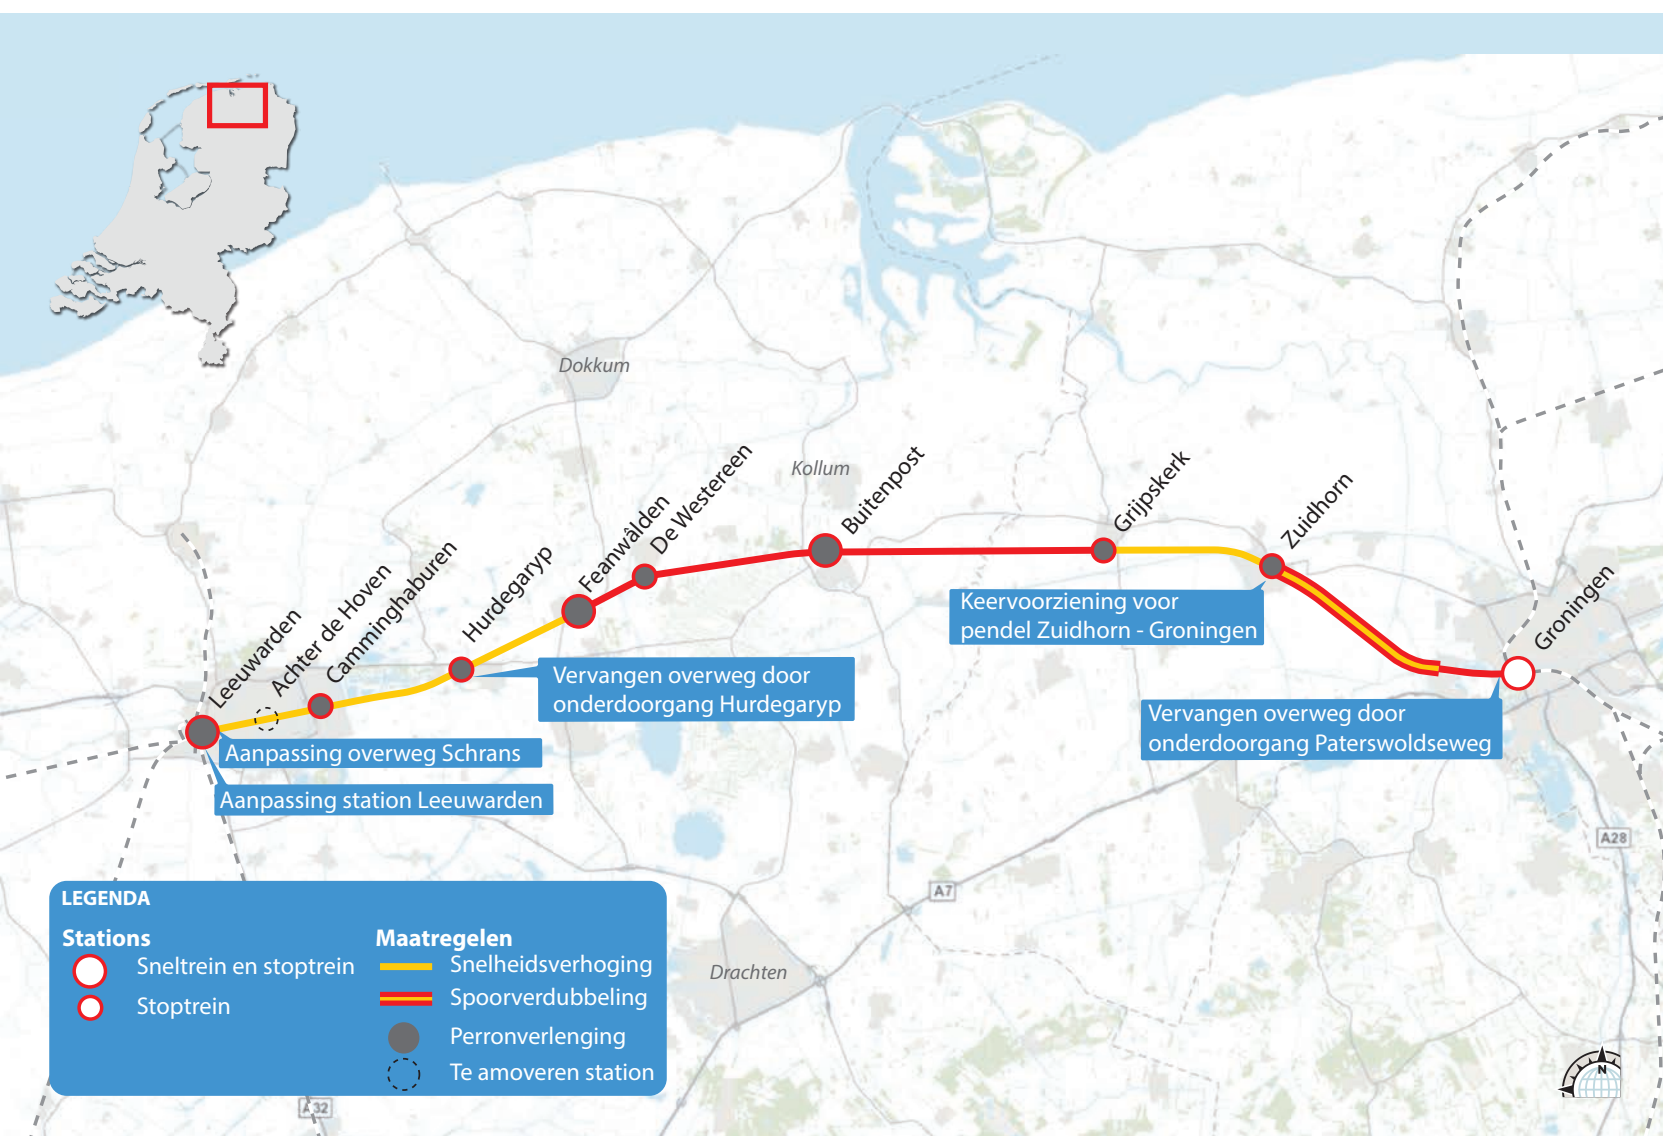 Dokkum
Kollum
Leeuwarden
Achter de Hoven
Camminghaburen
Hurdegaryp
Feanwâlden
De Westereen
Buitenpost
Grijpskerk
Zuidhorn
Groningen
Keervoorziening voor
pendel Zuidhorn - Groningen
Vervangen overweg door
onderdoorgang Hurdegaryp
Vervangen overweg door
onderdoorgang Paterswoldseweg
Aanpassing overweg Schrans
Aanpassing station Leeuwarden
A28
A7
Drachten
LEGENDA
Stations
Sneltrein en stoptrein
Stoptrein
Maatregelen
Snelheidsverhoging
Spoorverdubbeling
Perronverlenging
Te amoveren station
A32
N